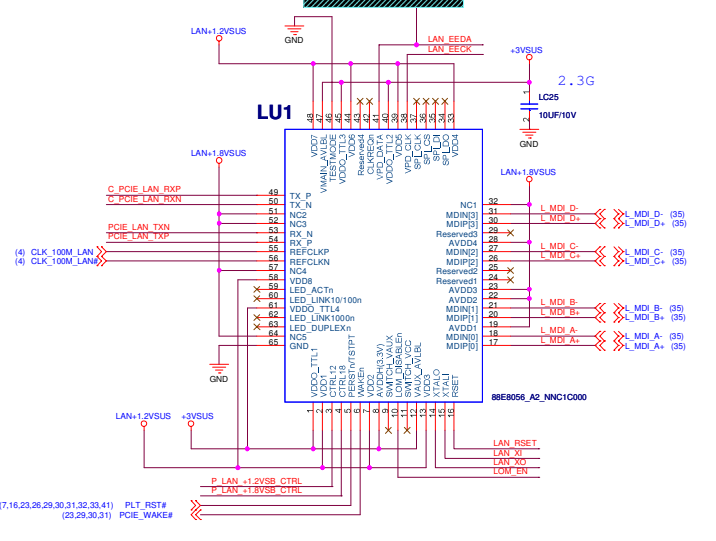 LAN+1.2VSUS
GND
LAN_EEDA
LAN_EECK
+3VSUS
2.3G
LC25
10UF/10V
1
2
GND
LU1
48
47
46
45
44
43
42
41
40
39
38
37
36
35
34
33
VDD7
VMAIN_AVLBL
TESTMODE
VDDO_TTL3
VDD6
Reserved4
CLKREQn
VPD_DATA
VDDO_TTL2
VDD5
VPD_CLK
SPI_CLK
SPI_CS
SPI_DI
SPI_DO
VDD4
LAN+1.8VSUS
LAN+1.8VSUS
C_PCIE_LAN_RXP 49 TX_P
C_PCIE_LAN_RXN 50 TX_N
51 NC2
52 NC3
PCIE_LAN_TXN 53 RX_N
PCIE_LAN_TXP 54 RX_P
(4) CLK_100M_LAN 55 REFCLKP
(4) CLK_100M_LAN# 56 REFCLKN
57 NC4
58 VDD8
59 LED_ACTn
60 LED_LINK10/100n
61 VDDO_TTL4
62 LED_LINK1000n
63 LED_DUPLEXn
64 NC5
65 GND
GND
NC1 32
MDIN[3] 31 L_MDI_D- L_MDI_D- (35)
MDIP[3] 30 L_MDI_D+ L_MDI_D+ (35)
Reserved3 29
AVDD4 28
MDIN[2] 27 L_MDI_C- L_MDI_C- (35)
MDIP[2] 26 L_MDI_C+ L_MDI_C+ (35)
Reserved2 25
Reserved1 24
AVDD3 23
AVDD2 22
MDIN[1] 21 L_MDI_B- L_MDI_B- (35)
MDIP[1] 20 L_MDI_B+ L_MDI_B+ (35)
AVDD1 19
MDIN[0] 18 L_MDI_A- L_MDI_A- (35)
MDIP[0] 17 L_MDI_A+ L_MDI_A+ (35)
VDDO_TTL1
VDD1
CTRL12
CTRL18
PERSTn/TSTPT
WAKEn
VDD2
AVDDH(3.3V)
SWITCH_VAUX
LOM_DISABLEn
SWITCH_VCC
VAUX_AVLBL
VDD3
XTALO
XTALI
RSET
1
2
3
4
5
6
7
8
9
10
11
12
13
14
15
16
88E8056_A2_NNC1C000
LAN+1.2VSUS
+3VSUS
LAN_RSET
LAN_XI
LAN_XO
LOM_EN
P_LAN_+1.2VSB_CTRL
P_LAN_+1.8VSB_CTRL
(7,16,23,26,29,30,31,32,33,41) PLT_RST#
(23,29,30,31) PCIE_WAKE#